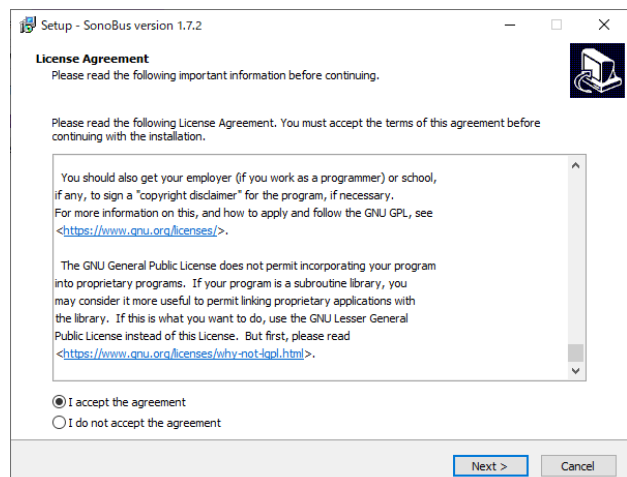 Setup - SonoBus version 1.7.2
License Agreement
Please read the following important information before continuing.
Please read the following License Agreement. You must accept the terms of this agreement before
continuing with the installation.
You should also get your employer (if you work as a programmer) or school,
if any, to sign a "copyright disclaimer" for the program, if necessary.
For more information on this, and how to apply and follow the GNU GPL, see
<https://www.gnu.org/licenses/>.
The GNU General Public License does not permit incorporating your program
into proprietary programs.  If your program is a subroutine library, you
may consider it more useful to permit linking proprietary applications with
the library.  If this is what you want to do, use the GNU Lesser General
Public License instead of this License.  But first, please read
<https://www.gnu.org/licenses/why-not-lgpl.html>.
I accept the agreement
I do not accept the agreement
Next >
Cancel